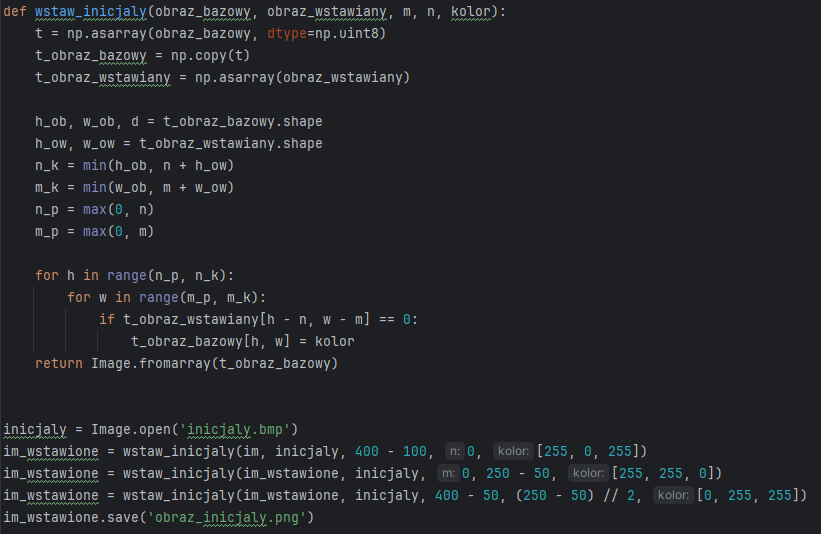 def wstaw_inicjaly(obraz_bazowy, obraz_wstawiany, m, n, kolor):
    t = np.asarray(obraz_bazowy, dtype=np.uint8)
    t_obraz_bazowy = np.copy(t)
    t_obraz_wstawiany = np.asarray(obraz_wstawiany)

    h_ob, w_ob, d = t_obraz_bazowy.shape
    h_ow, w_ow = t_obraz_wstawiany.shape
    n_k = min(h_ob, n + h_ow)
    m_k = min(w_ob, m + w_ow)
    n_p = max(0, n)
    m_p = max(0, m)

    for h in range(n_p, n_k):
        for w in range(m_p, m_k):
            if t_obraz_wstawiany[h - n, w - m] == 0:
                t_obraz_bazowy[h, w] = kolor
    return Image.fromarray(t_obraz_bazowy)


inicjaly = Image.open('inicjaly.bmp')
im_wstawione = wstaw_inicjaly(im, inicjaly, 400 - 100, n: 0, kolor: [255, 0, 255])
im_wstawione = wstaw_inicjaly(im_wstawione, inicjaly, m: 0, 250 - 50, kolor: [255, 255, 0])
im_wstawione = wstaw_inicjaly(im_wstawione, inicjaly, 400 - 50, (250 - 50) // 2, kolor: [0, 255, 255])
im_wstawione.save('obraz_inicjaly.png')